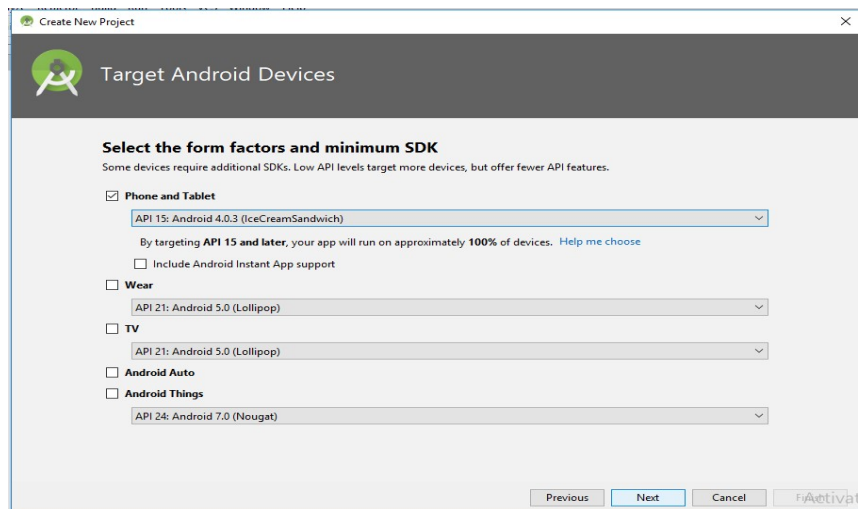 Create New Project
Target Android Devices
Select the form factors and minimum SDK
Some devices require additional SDKs. Low API levels target more devices, but offer fewer API features.
Phone and Tablet
API 15: Android 4.0.3 (IceCreamSandwich)
By targeting API 15 and later, your app will run on approximately 100% of devices. Help me choose
Include Android Instant App support
Wear
API 21: Android 5.0 (Lollipop)
TV
API 21: Android 5.0 (Lollipop)
Android Auto
Android Things
API 24: Android 7.0 (Nougat)
Previous Next Cancel